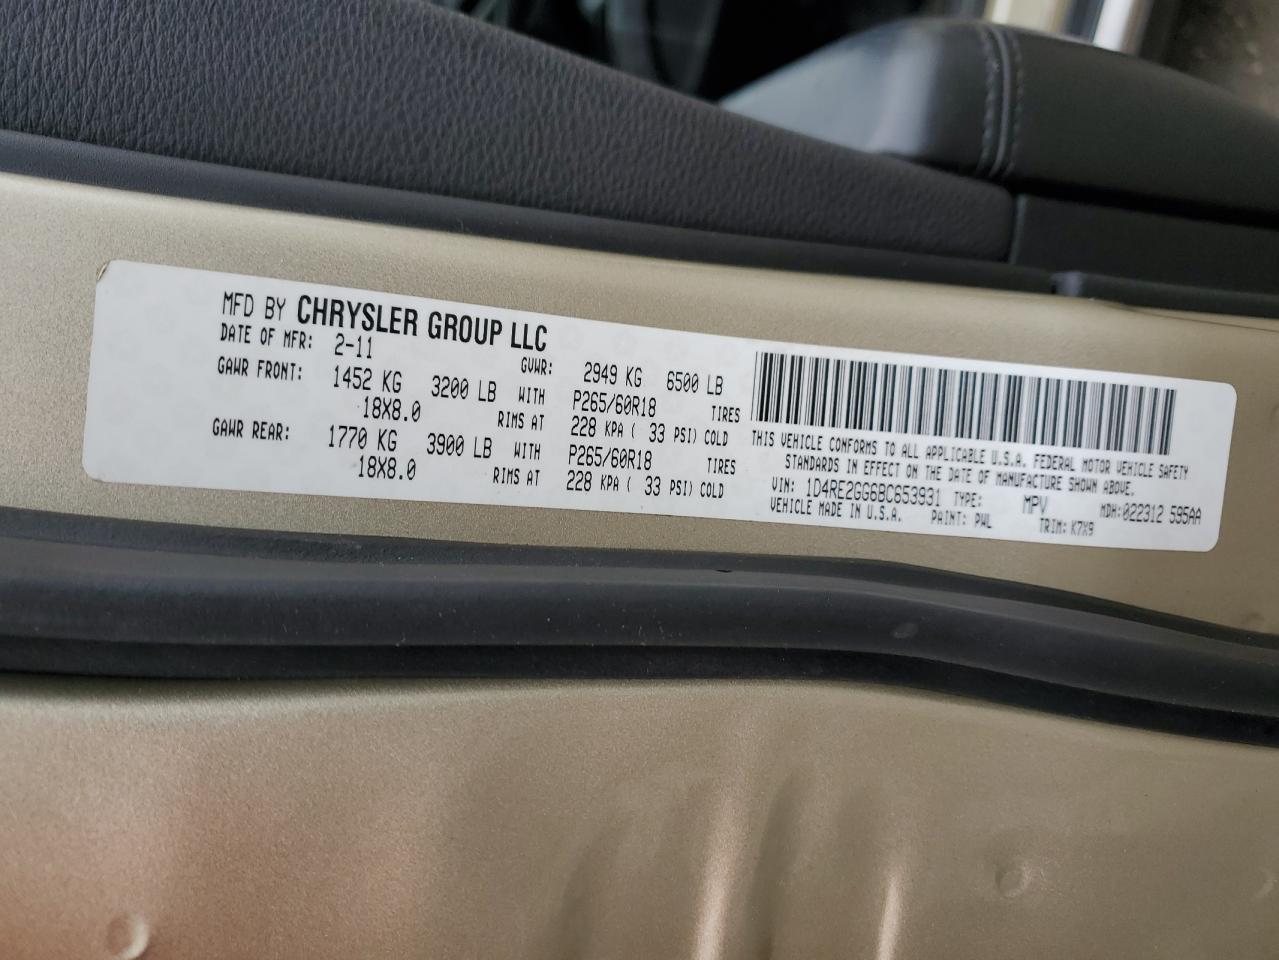 MFD BY CHRYSLER GROUP LLC
DATE OF MFR: 2-11 GVWR: 2949 KG 6500 LB
GAWR FRONT: 1452 KG 3200 LB WITH P265/60R18 TIRES
18X8.0 RIMS AT 228 KPA ( 33 PSI) COLD
GAWR REAR: 1770 KG 3900 LB WITH P265/60R18 TIRES
18X8.0 RIMS AT 228 KPA ( 33 PSI) COLD
THIS VEHICLE CONFORMS TO ALL APPLICABLE U.S.A. FEDERAL MOTOR VEHICLE SAFETY
STANDARDS IN EFFECT ON THE DATE OF MANUFACTURE SHOWN ABOVE.
VIN: 1D4RE2GG6BC653931 TYPE: MPV MDH:022312 595AA
VEHICLE MADE IN U.S.A. PAINT: PWL TRIM: K7X9